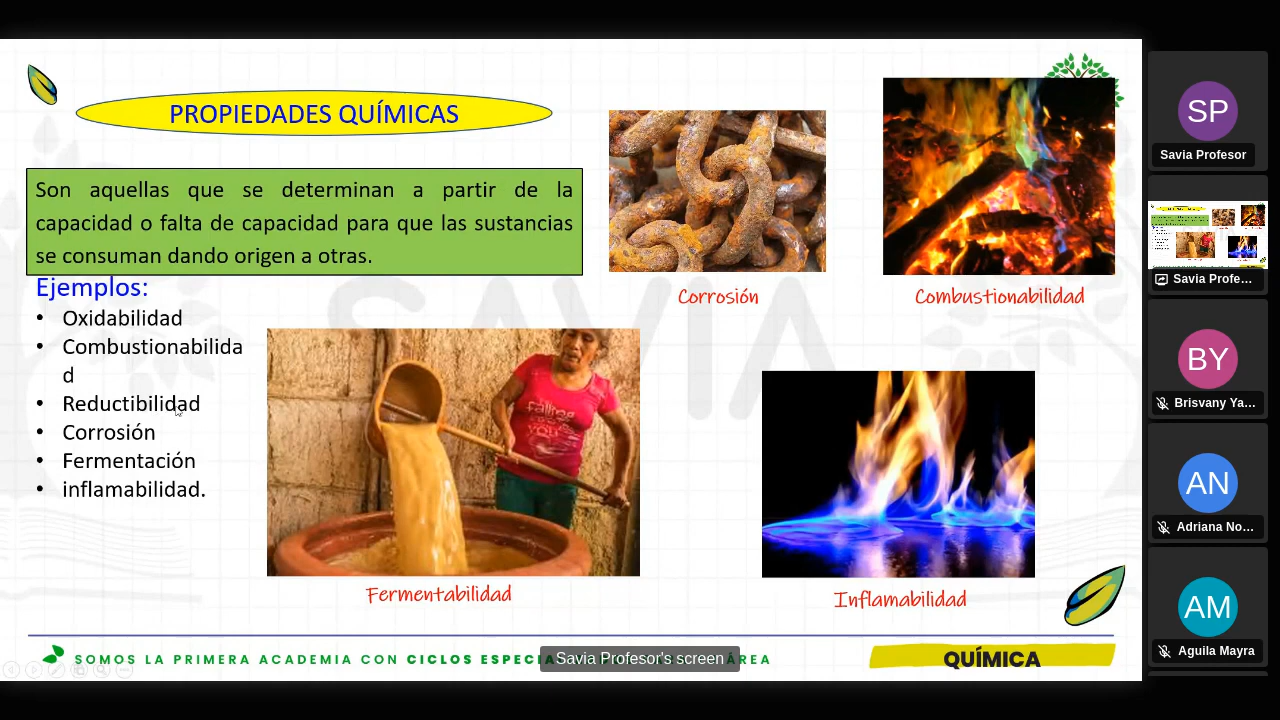 PROPIEDADES QUÍMICAS
Son aquellas que se determinan a partir de la
capacidad o falta de capacidad para que las sustancias
se consuman dando origen a otras.
Ejemplos:
• Oxidabilidad
• Combustionabilida
d
• Reductibilidad
• Corrosión
• Fermentación
• inflamabilidad.
Corrosión
Combustionabilidad
falling
Fermentabilidad
Inflamabilidad
SAVIA
SOMOS LA PRIMERA ACADEMIA CON CICLOS ESPECI
REA
Savia Profesor's screen
QUÍMICA
SP
Savia Profesor
Savia Profe...
BY
Brisvany Ya...
AN
Adriana No...
AM
Aguila Mayra